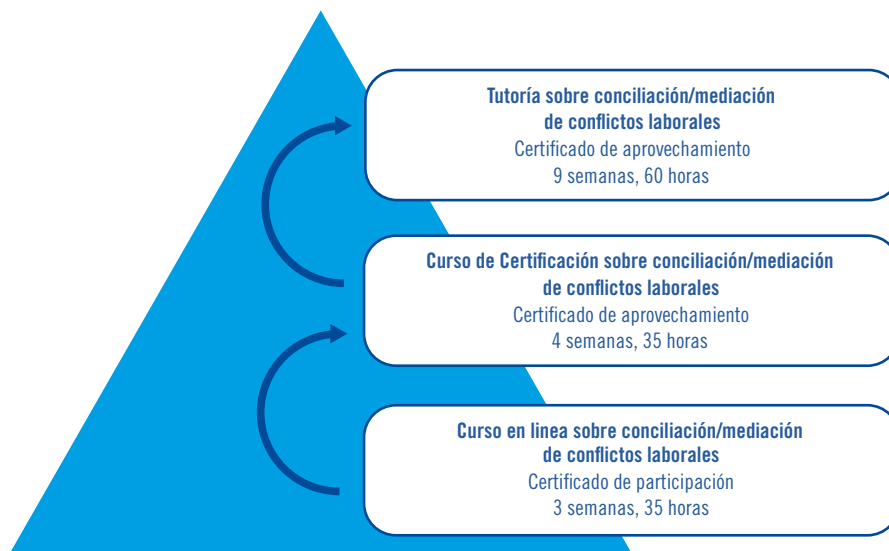 Tutoría sobre conciliación/mediación
de conflictos laborales
Certificado de aprovechamiento
9 semanas, 60 horas
Curso de Certificación sobre conciliación/mediación
de conflictos laborales
Certificado de aprovechamiento
4 semanas, 35 horas
Curso en linea sobre conciliación/mediación
de conflictos laborales
Certificado de participación
3 semanas, 35 horas